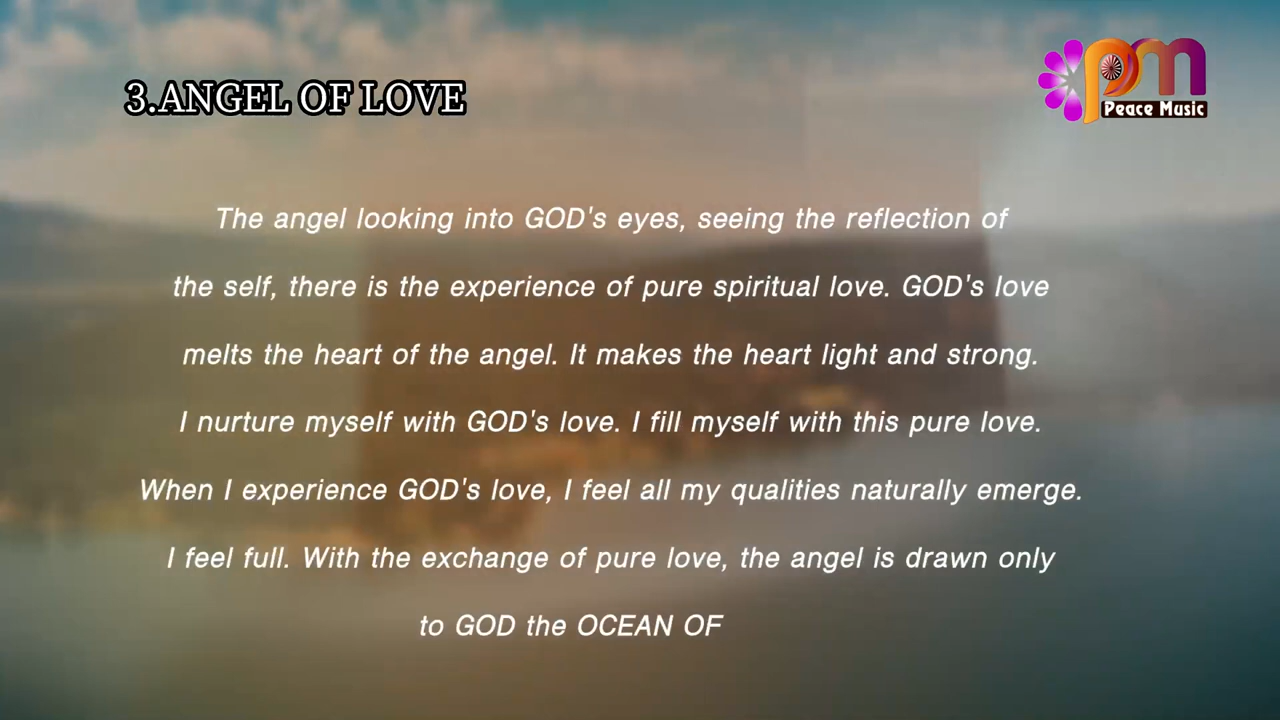 3.ANGEL OF LOVE
pm
Peace Music
The angel looking into GOD's eyes, seeing the reflection of
the self, there is the experience of pure spiritual love. GOD's love
melts the heart of the angel. It makes the heart light and strong.
I nurture myself with GOD's love. I fill myself with this pure love.
When I experience GOD's love, I feel all my qualities naturally emerge.
I feel full. With the exchange of pure love, the angel is drawn only
to GOD the OCEAN OF